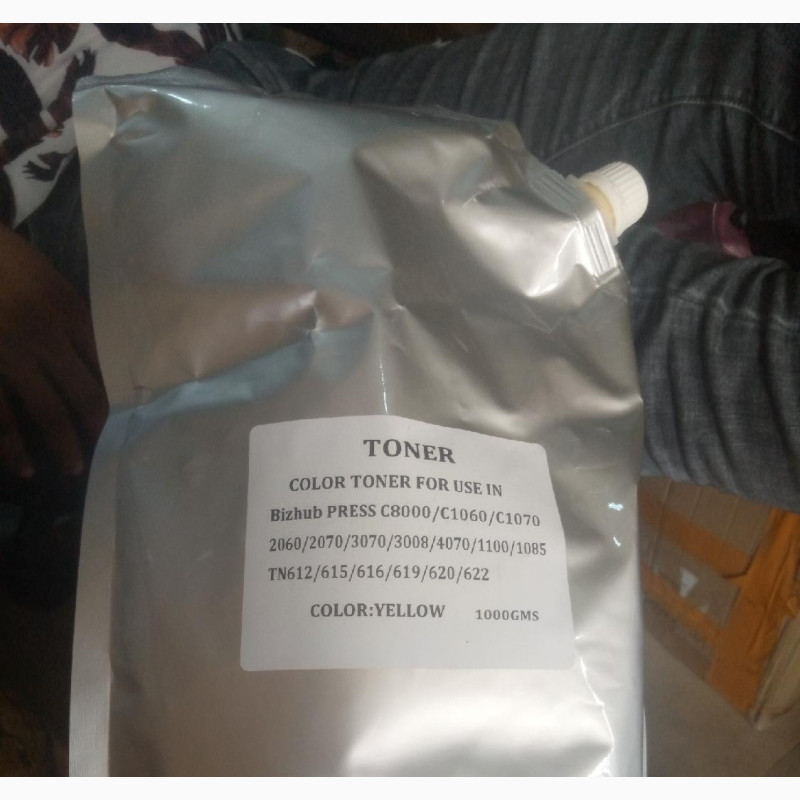 TONER
COLOR TONER FOR USE IN
Bizhub PRESS C8000/C1060/C1070
2060/2070/3070/3008/4070/1100/1085
TN612/615/616/619/620/622
COLOR:YELLOW 1000GMS